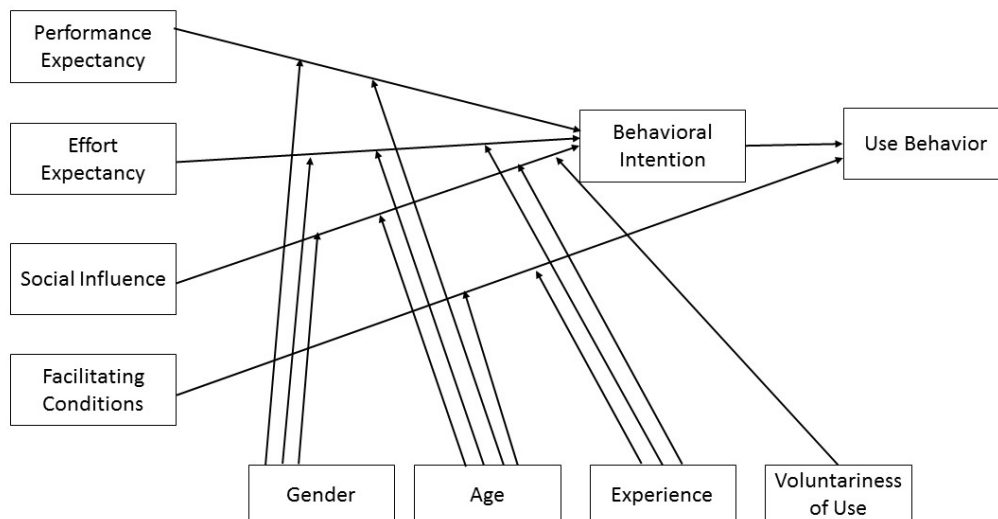 Performance
Expectancy
Effort
Expectancy
Social Influence
Facilitating
Conditions
Behavioral
Intention
Use Behavior
Gender
Age
Experience
Voluntariness
of Use